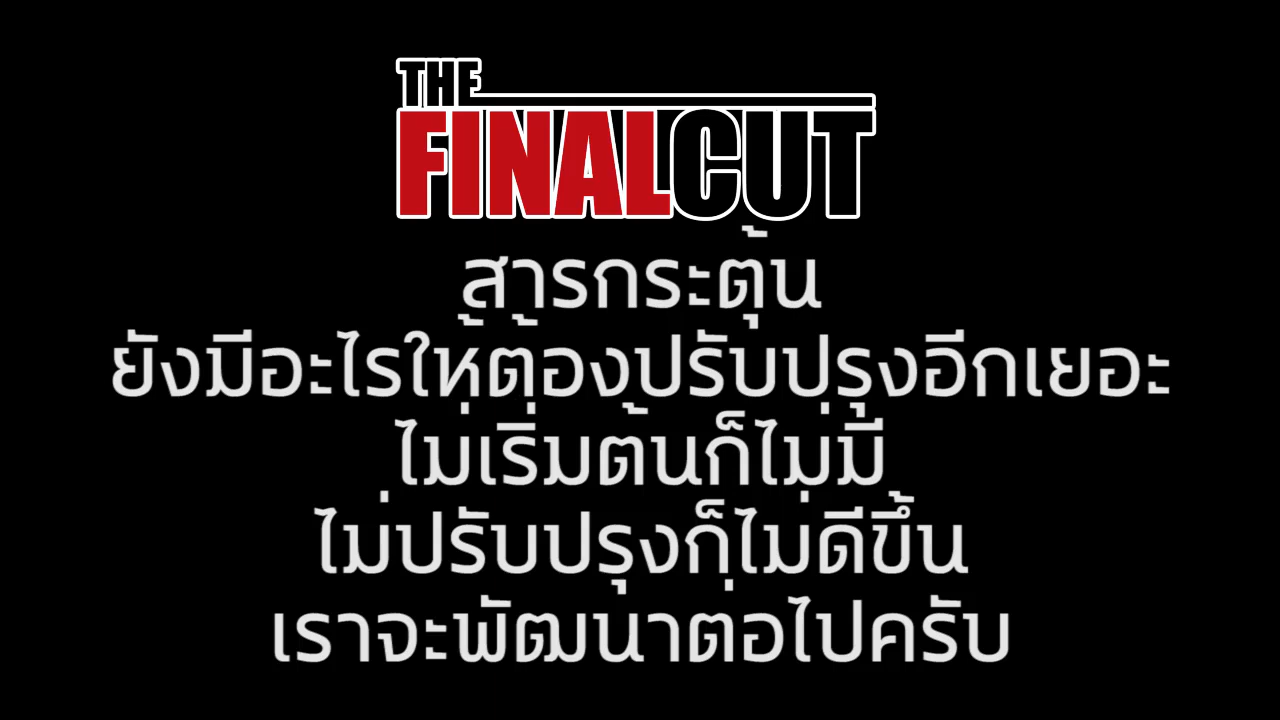 THE
FINALCUT
สารกระตุ้น
ยังมีอะไรให้ต้องปรับปรุงอีกเยอะ
ไม่เริ่มต้นก็ไม่มี
ไม่ปรับปรุงก็ไม่ดีขึ้น
เราจะพัฒนาต่อไปครับ